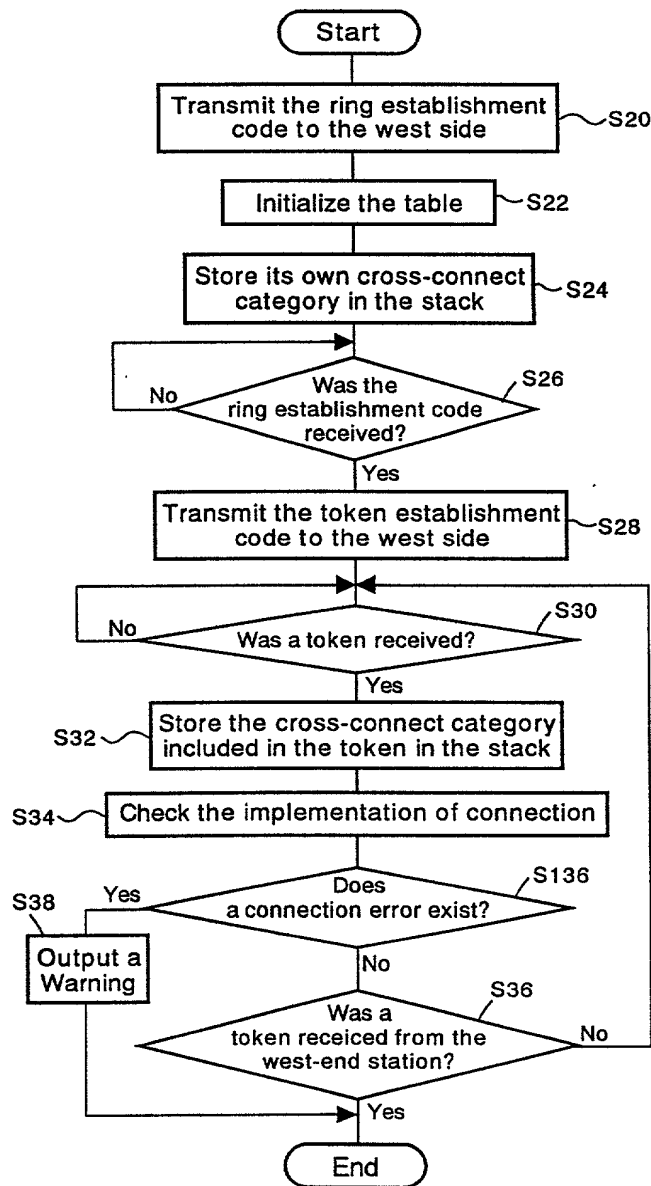 Start
Transmit the ring establishment
code to the west side
S20
Initialize the table
S22
Store its own cross-connect
category in the stack
S24
Was the
ring establishment code
received?
S26
No
Yes
Transmit the token establishment
code to the west side
S28
Was a token received?
S30
No
Yes
Store the cross-connect category
included in the token in the stack
S32
Check the implementation of connection
S34
Does
a connection error exist?
S136
Yes
S38
Output a
Warning
No
Was a
token receiced from the
west-end station?
S36
No
Yes
End